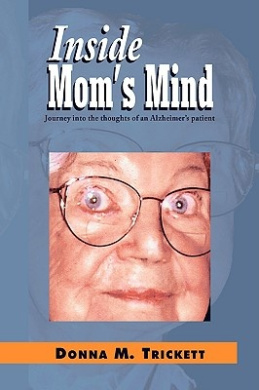 Inside
Mom's Mind
Journey into the thoughts of an Alzheimer's patient
DONNA M. TRICKETT